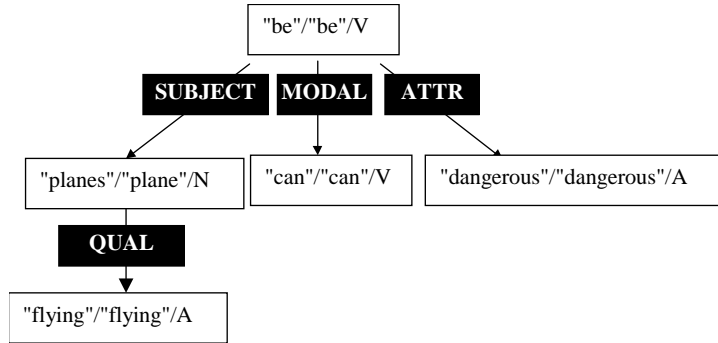 "be"/"be"/V
SUBJECT MODAL ATTR
"planes"/"plane"/N "can"/"can"/V "dangerous"/"dangerous"/A
QUAL
"flying"/"flying"/A